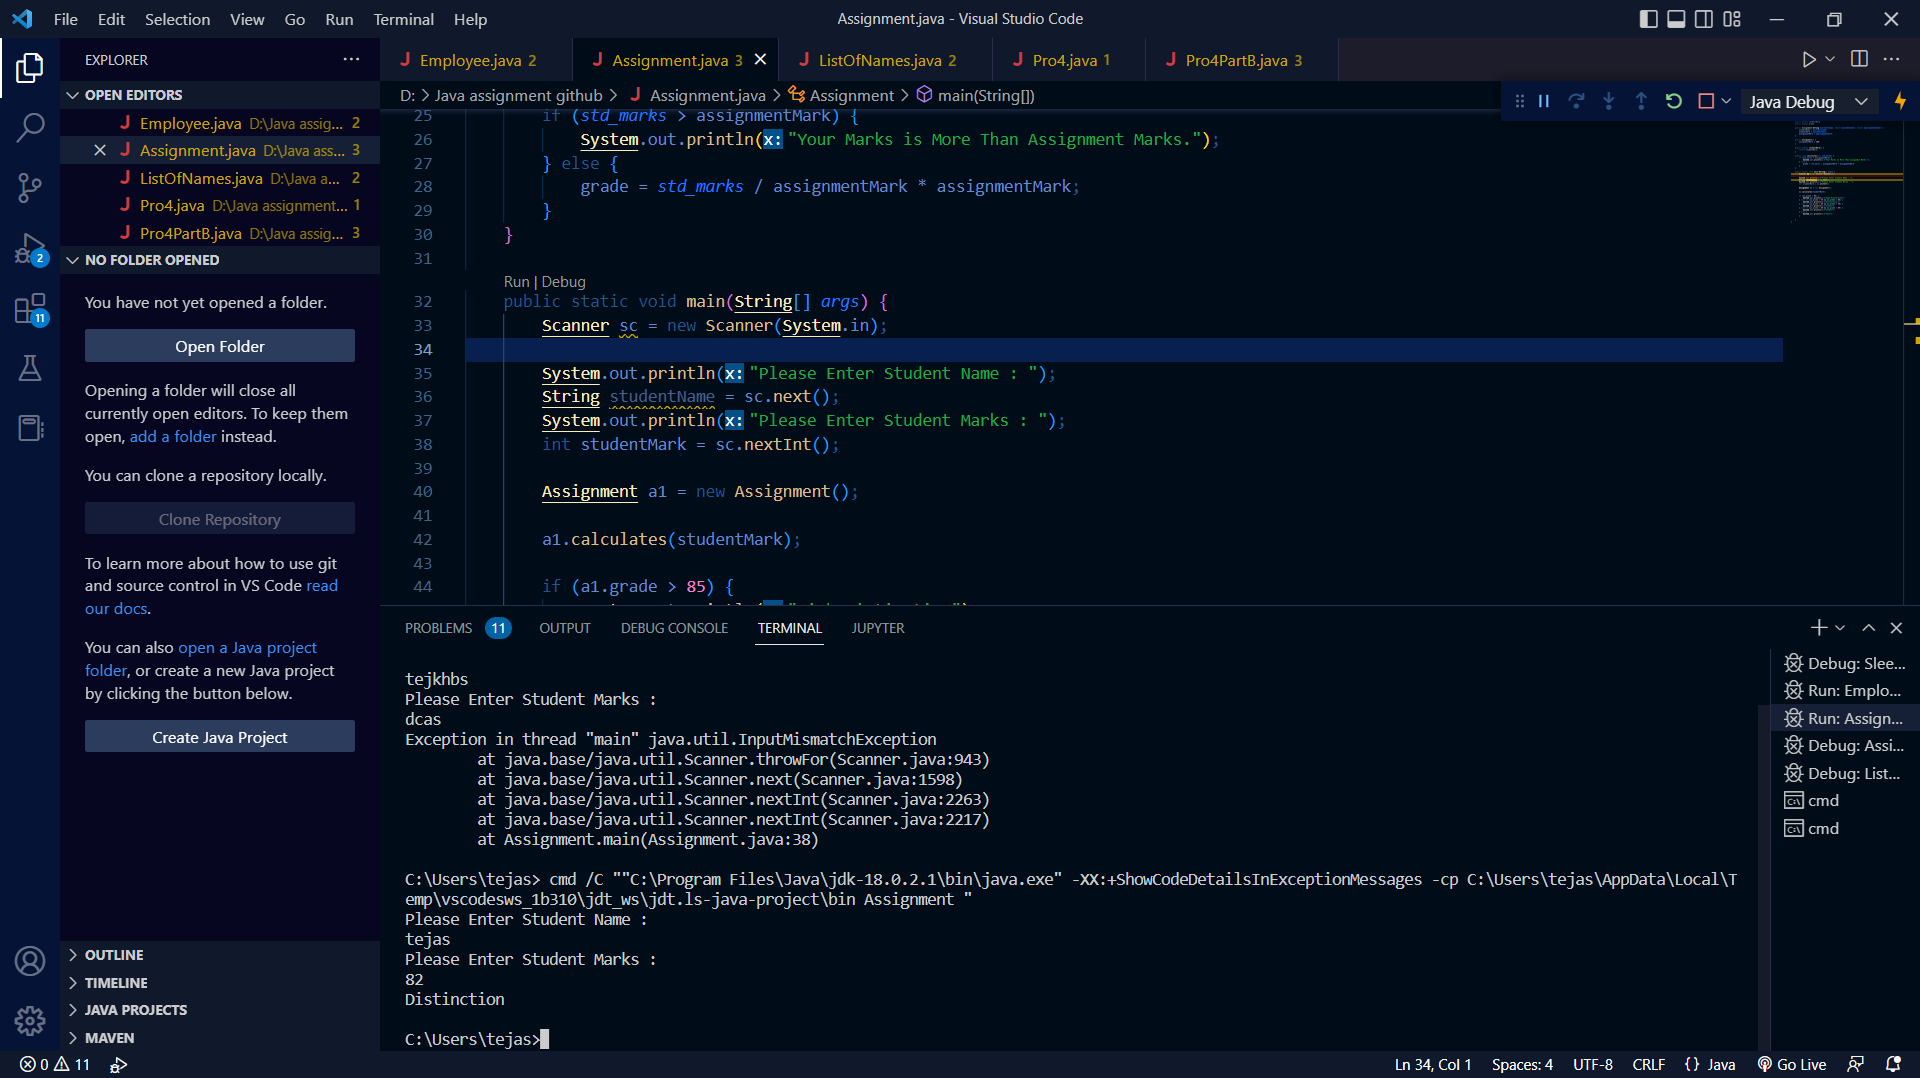 File Edit Selection View Go Run Terminal Help
Assignment.java - Visual Studio Code
EXPLORER
OPEN EDITORS
Employee.java D:\Java assig... 2
Assignment.java D:\Java ass... 3
ListOfNames.java D:\Java a... 2
Pro4.java D:\Java assignment... 1
Pro4PartB.java D:\Java assig... 3
NO FOLDER OPENED
You have not yet opened a folder.
Open Folder
Opening a folder will close all
currently open editors. To keep them
open, add a folder instead.
You can clone a repository locally.
Clone Repository
To learn more about how to use git
and source control in VS Code read
our docs.
You can also open a Java project
folder, or create a new Java project
by clicking the button below.
Create Java Project
OUTLINE
TIMELINE
JAVA PROJECTS
MAVEN
2
11
Employee.java 2
Assignment.java 3
ListOfNames.java 2
Pro4.java 1
Pro4PartB.java 3
D: > Java assignment github > Assignment.java > Assignment > main(String[])
Java Debug
25 if (std_marks > assignmentMark) {
26 System.out.println(x: "Your Marks is More Than Assignment Marks.");
27 } else {
28 grade = std_marks / assignmentMark * assignmentMark;
29 }
30 }
31
Run | Debug
32 public static void main(String[] args) {
33 Scanner sc = new Scanner(System.in);
34
35 System.out.println(x: "Please Enter Student Name : ");
36 String studentName = sc.next();
37 System.out.println(x: "Please Enter Student Marks : ");
38 int studentMark = sc.nextInt();
39
40 Assignment a1 = new Assignment();
41
42 a1.calculates(studentMark);
43
44 if (a1.grade > 85) {
PROBLEMS 11 OUTPUT DEBUG CONSOLE TERMINAL JUPYTER
tejkhbs
Please Enter Student Marks :
dcas
Exception in thread "main" java.util.InputMismatchException
at java.base/java.util.Scanner.throwFor(Scanner.java:943)
at java.base/java.util.Scanner.next(Scanner.java:1598)
at java.base/java.util.Scanner.nextInt(Scanner.java:2263)
at java.base/java.util.Scanner.nextInt(Scanner.java:2217)
at Assignment.main(Assignment.java:38)
C:\Users\tejas> cmd /C ""C:\Program Files\Java\jdk-18.0.2.1\bin\java.exe" -XX:+ShowCodeDetailsInExceptionMessages -cp C:\Users\tejas\AppData\Local\T
emp\vscodesws_1b310\jdt_ws\jdt.ls-java-project\bin Assignment "
Please Enter Student Name :
tejas
Please Enter Student Marks :
82
Distinction
C:\Users\tejas>
Debug: Slee...
Run: Emplo...
Run: Assign...
Debug: Assi...
Debug: List...
cmd
cmd
0 11
Ln 34, Col 1 Spaces: 4 UTF-8 CRLF {} Java Go Live